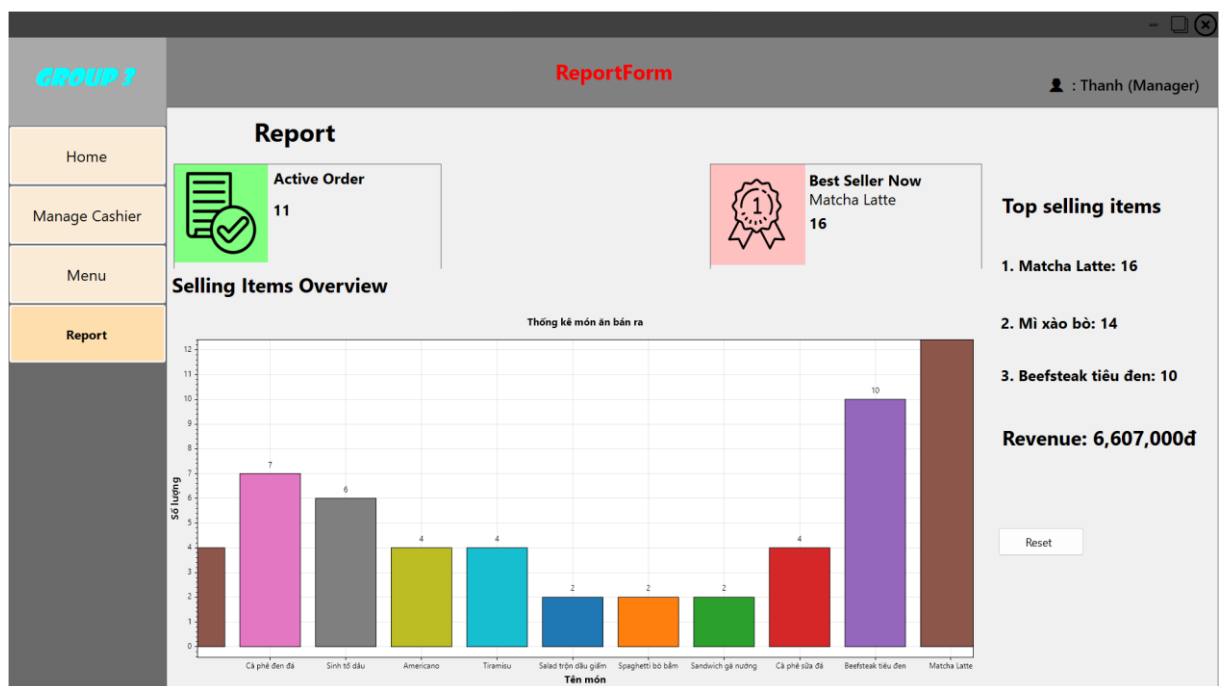 GROUP 3
ReportForm
: Thanh (Manager)
Home
Manage Cashier
Menu
Report
Report
Active Order
11
Best Seller Now
Matcha Latte
16
1
Top selling items
1. Matcha Latte: 16
2. Mì xào bò: 14
3. Beefsteak tiêu đen: 10
Revenue: 6,607,000đ
Reset
Selling Items Overview
Thống kê món ăn bán ra
Số lượng
12
11
10
9
8
7
6
5
4
3
2
1
0
7
6
4
4
2
2
2
4
10
Cà phê đen đá
Sinh tố dâu
Americano
Tiramisu
Salad trộn dầu giấm
Spaghetti bò bằm
Sandwich gà nướng
Cà phê sữa đá
Beefsteak tiêu đen
Matcha Latte
Tên món